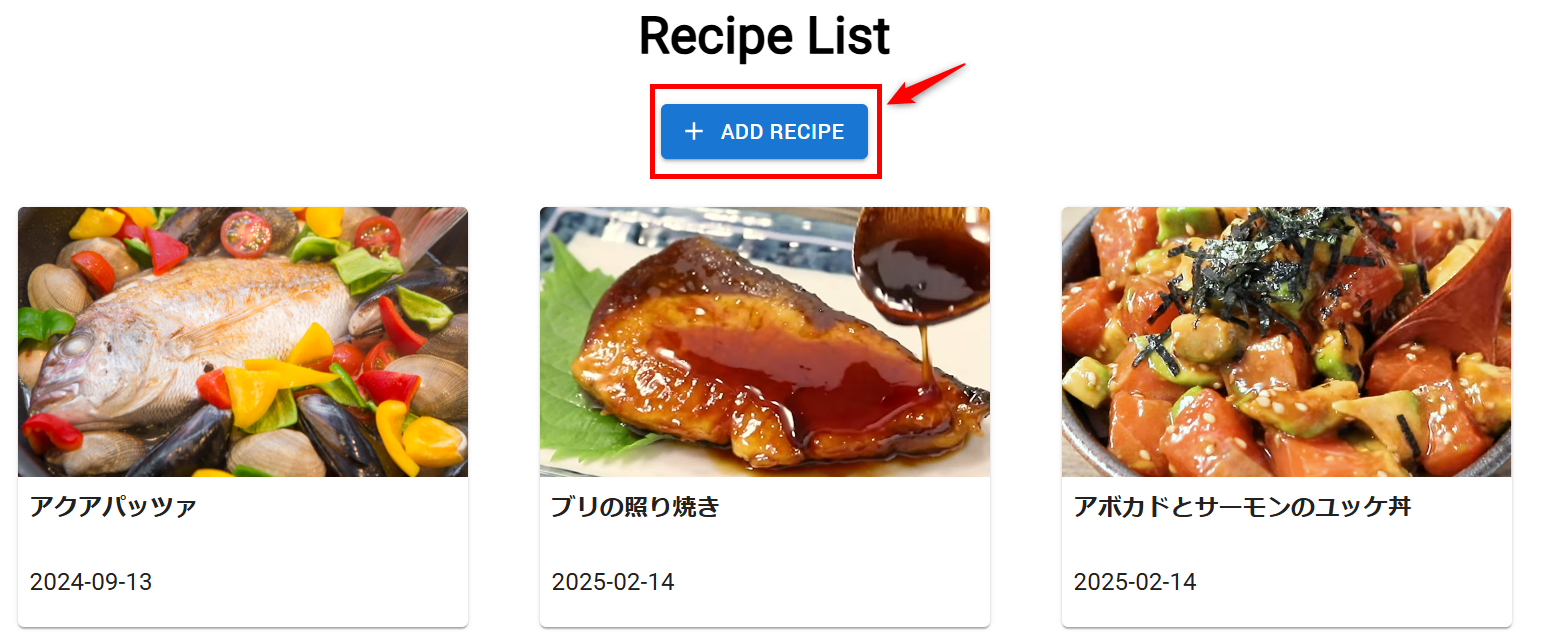 Recipe List
+ ADD RECIPE
アクアパッツァ
ブリの照り焼き
アボカドとサーモンのユッケ丼
2024-09-13
2025-02-14
2025-02-14